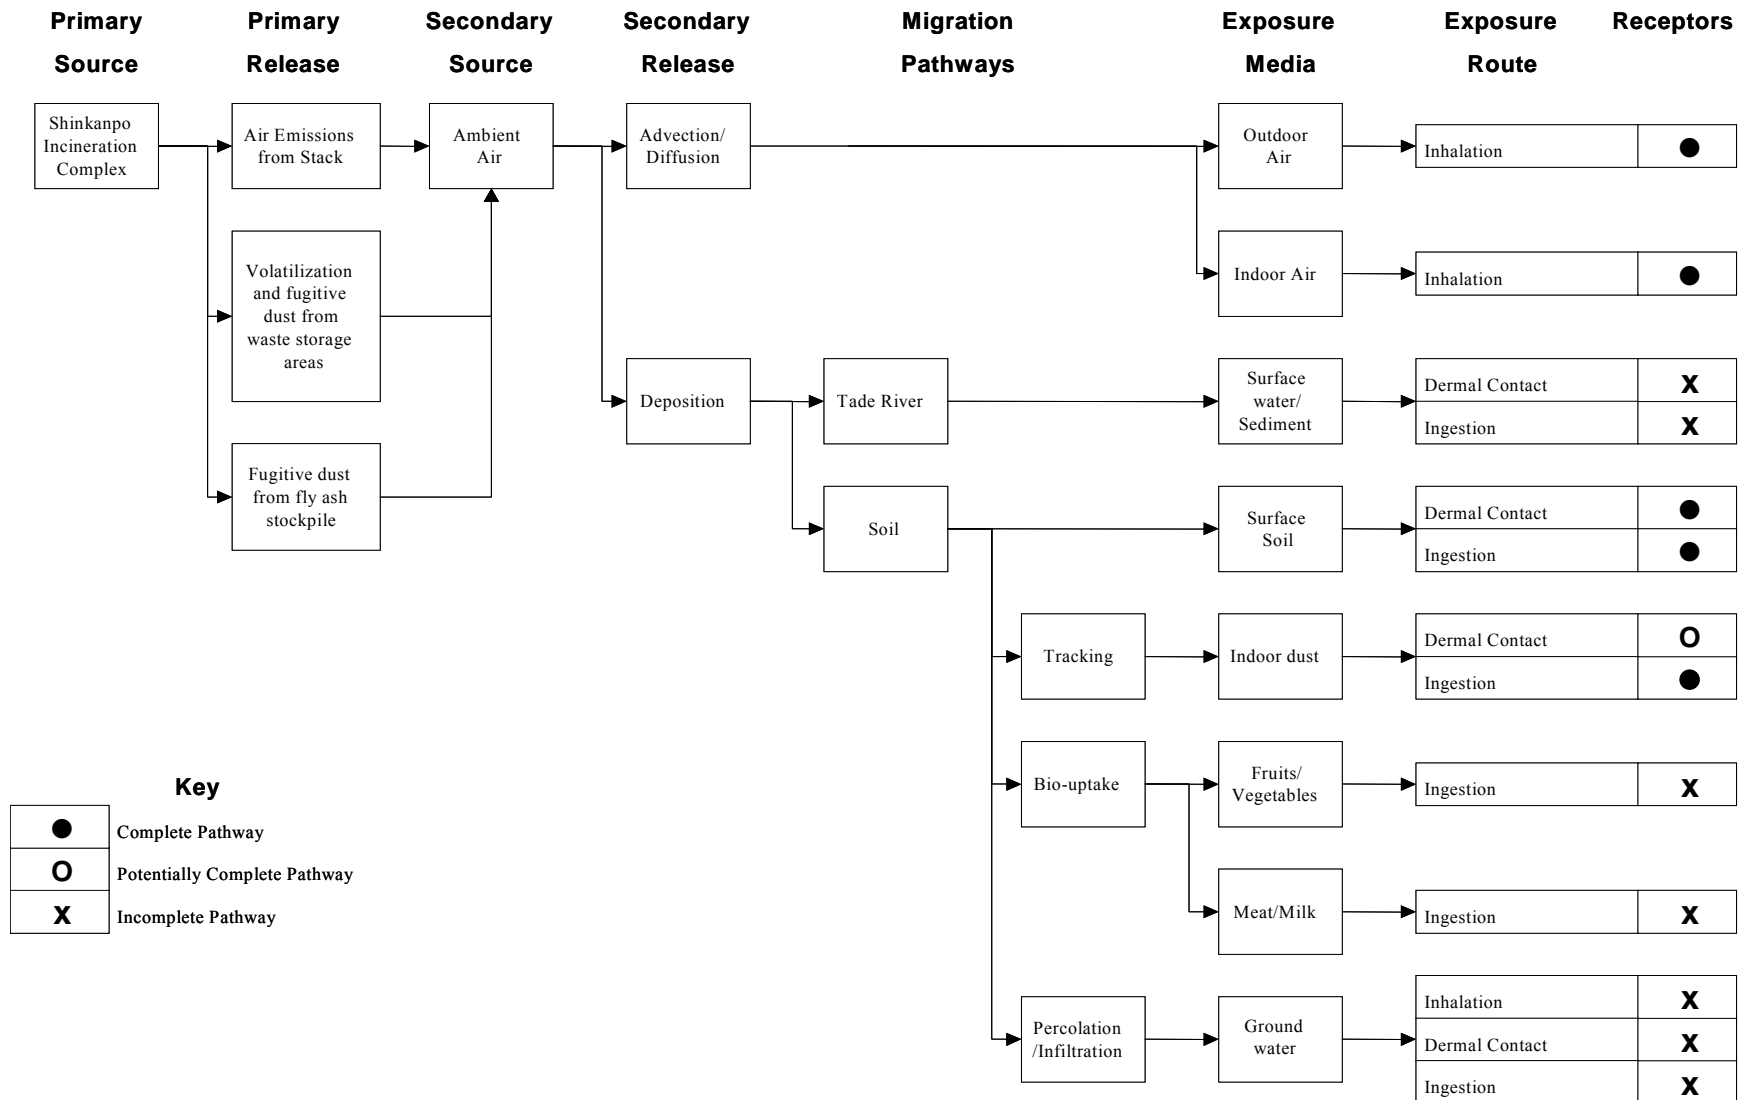 Primary
Source
Primary
Release
Secondary
Source
Secondary
Release
Migration
Pathways
Exposure
Media
Exposure
Route
Receptors
Shinkanpo
Incineration
Complex
Air Emissions
from Stack
Ambient
Air
Advection/
Diffusion
Outdoor
Air
Inhalation
Volatilization
and fugitive
dust from
waste storage
areas
Indoor Air
Inhalation
Deposition
Tade River
Surface
water/
Sediment
Dermal Contact
X
Ingestion
X
Fugitive dust
from fly ash
stockpile
Soil
Surface
Soil
Dermal Contact
Ingestion
Tracking
Indoor dust
Dermal Contact
O
Ingestion
Bio-uptake
Fruits/
Vegetables
Ingestion
X
Meat/Milk
Ingestion
X
Percolation
/Infiltration
Ground
water
Inhalation
X
Dermal Contact
X
Ingestion
X
Key
Complete Pathway
O
Potentially Complete Pathway
X
Incomplete Pathway